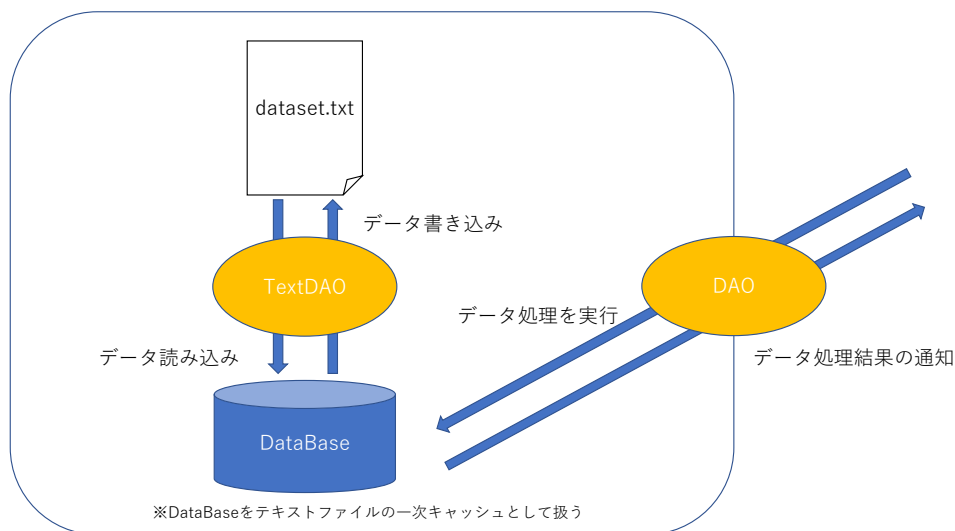 dataset.txt
データ書き込み
TextDAO
DAO
データ処理を実行
データ読み込み
データ処理結果の通知
DataBase
※DataBaseをテキストファイルの一次キャッシュとして扱う